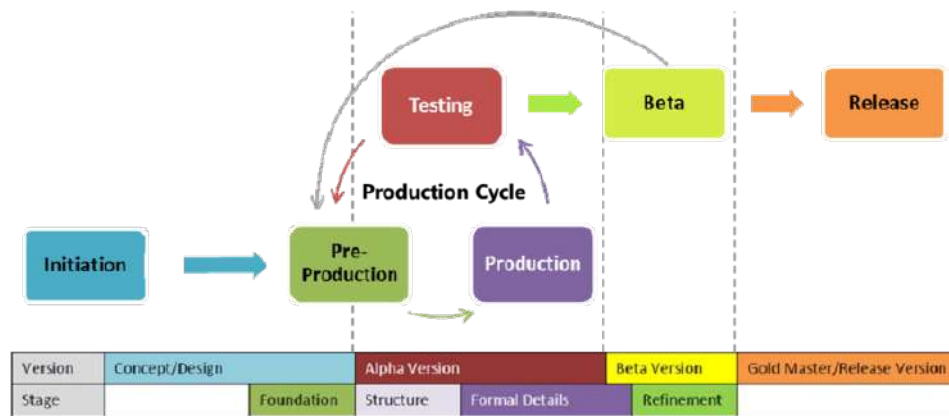 Testing
Beta
Release
Production Cycle
Initiation
Pre-
Production
Production
Version
Concept/Design
Alpha Version
Beta Version
Gold Master/Release Version
Stage
Foundation
Structure
Formal Details
Refinement